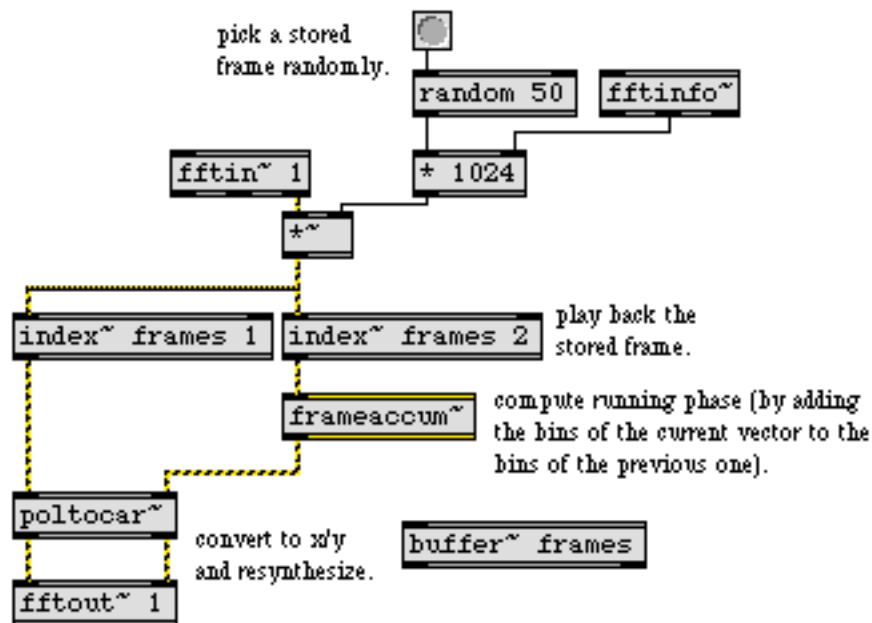 pick a stored
frame randomly.
random 50
fftinfo~
fftin~ 1
* 1024
*~
index~ frames 1
index~ frames 2
play back the
stored frame.
frameaccum~
compute running phase (by adding
the bins of the current vector to the
bins of the previous one).
poltocar~
convert to x/y
and resynthesize.
buffer~ frames
fftout~ 1